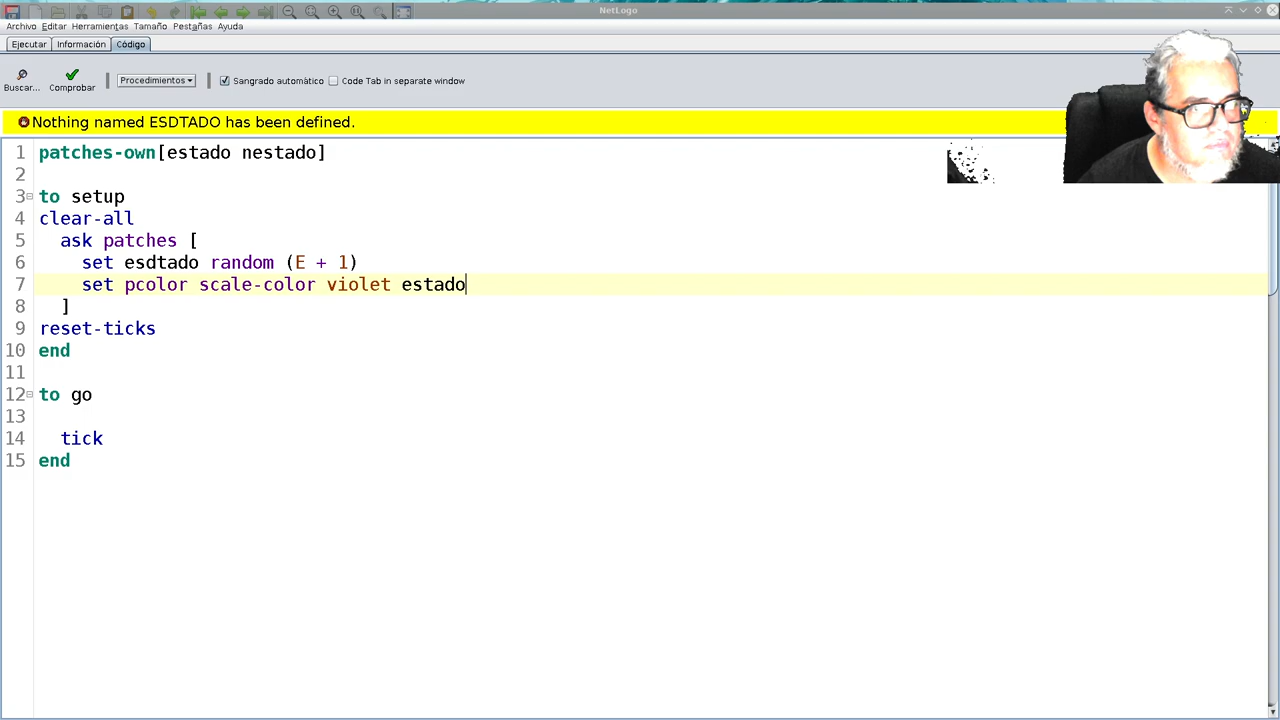 NetLogo
Archivo Editar Herramientas Tamaño Pestañas Ayuda
Ejecutar Información Código
Buscar... Comprobar Procedimientos Sangrado automático Code Tab in separate window
Nothing named ESDTADO has been defined.
1 patches-own[estado nestado]
2
3 to setup
4 clear-all
5 ask patches [
6 set esdtado random (E + 1)
7 set pcolor scale-color violet estado
8 ]
9 reset-ticks
10 end
11
12 to go
13
14 tick
15 end